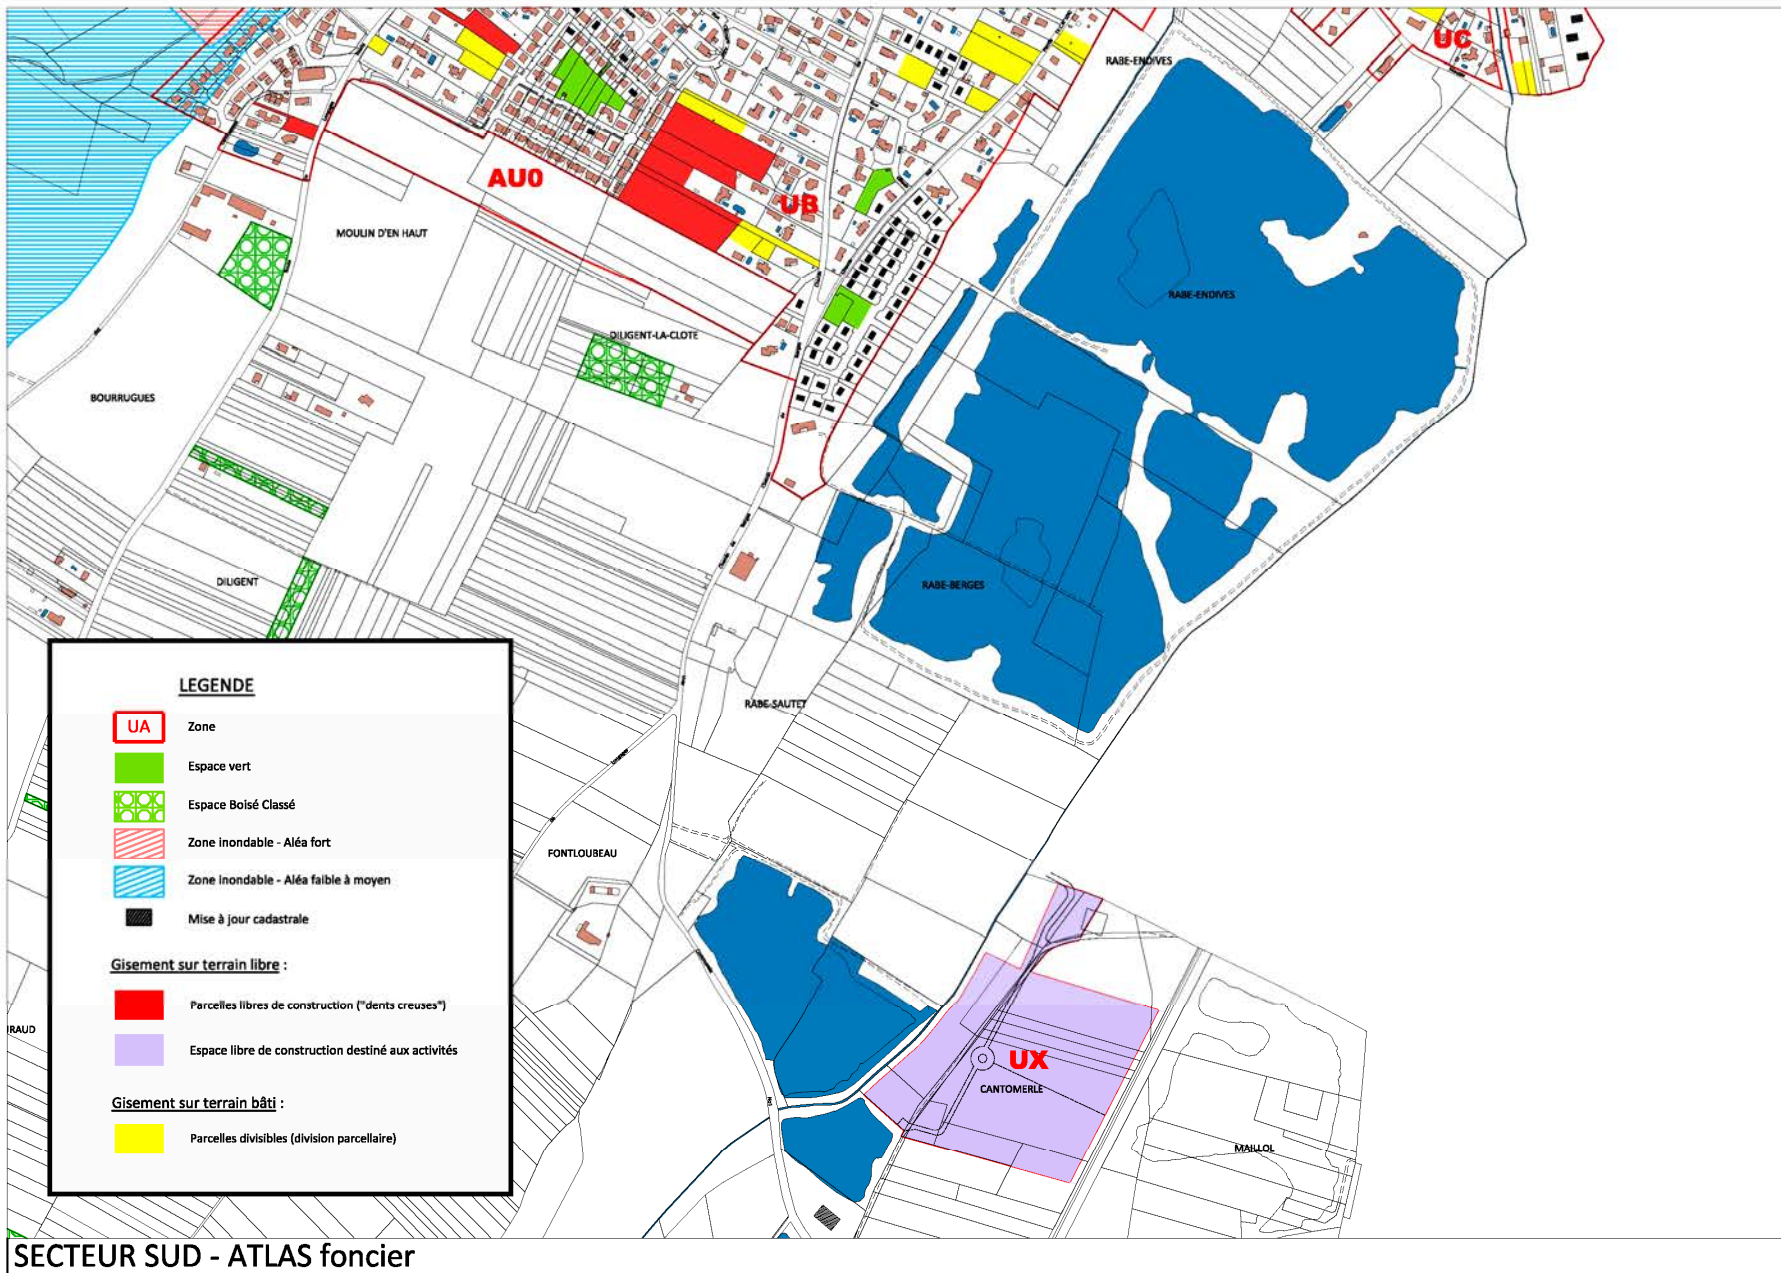 RABE-ENDIVES
UC
AU0
UB
MOULIN D'EN HAUT
RABE-ENDIVES
DILIGENT-LA-CLOTE
BOURRUGUES
DILIGENT
RABE-BERGES
RABE-SAUTET
FONTLOUBEAU
IRAUD
UX
CANTOMERLE
MAILLOL
LEGENDE
UA Zone
Espace vert
Espace Boisé Classé
Zone inondable - Aléa fort
Zone inondable - Aléa faible à moyen
Mise à jour cadastrale
Gisement sur terrain libre :
Parcelles libres de construction ("dents creuses")
Espace libre de construction destiné aux activités
Gisement sur terrain bâti :
Parcelles divisibles (division parcellaire)
SECTEUR SUD - ATLAS foncier